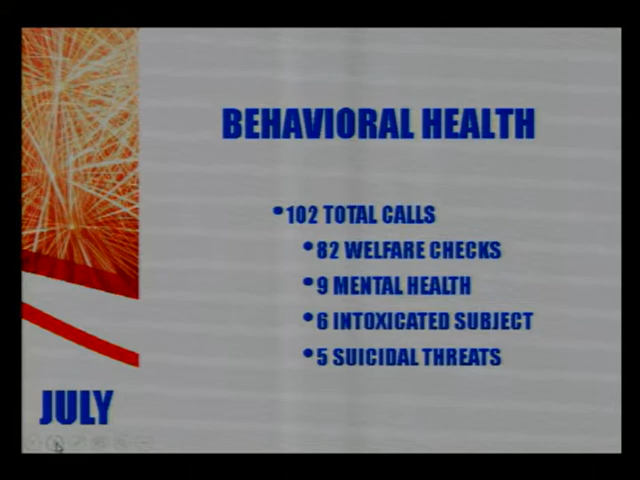 BEHAVIORAL HEALTH
•102 TOTAL CALLS
•82 WELFARE CHECKS
•9 MENTAL HEALTH
•6 INTOXICATED SUBJECT
•5 SUICIDAL THREATS
JULY